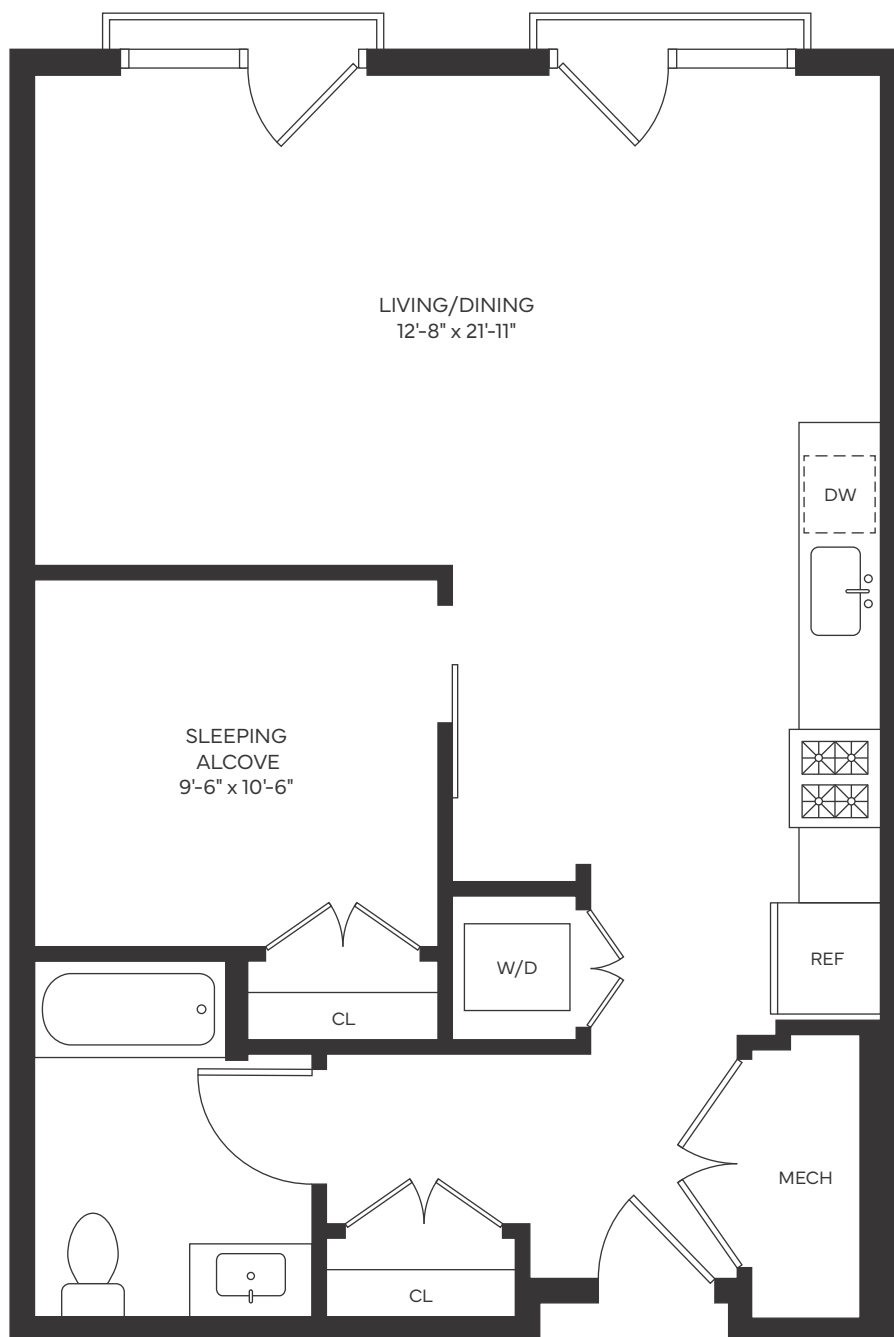 LIVING/DINING
12'-8" x 21'-11"
DW
SLEEPING
ALCOVE
9'-6" x 10'-6"
REF
W/D
CL
MECH
CL